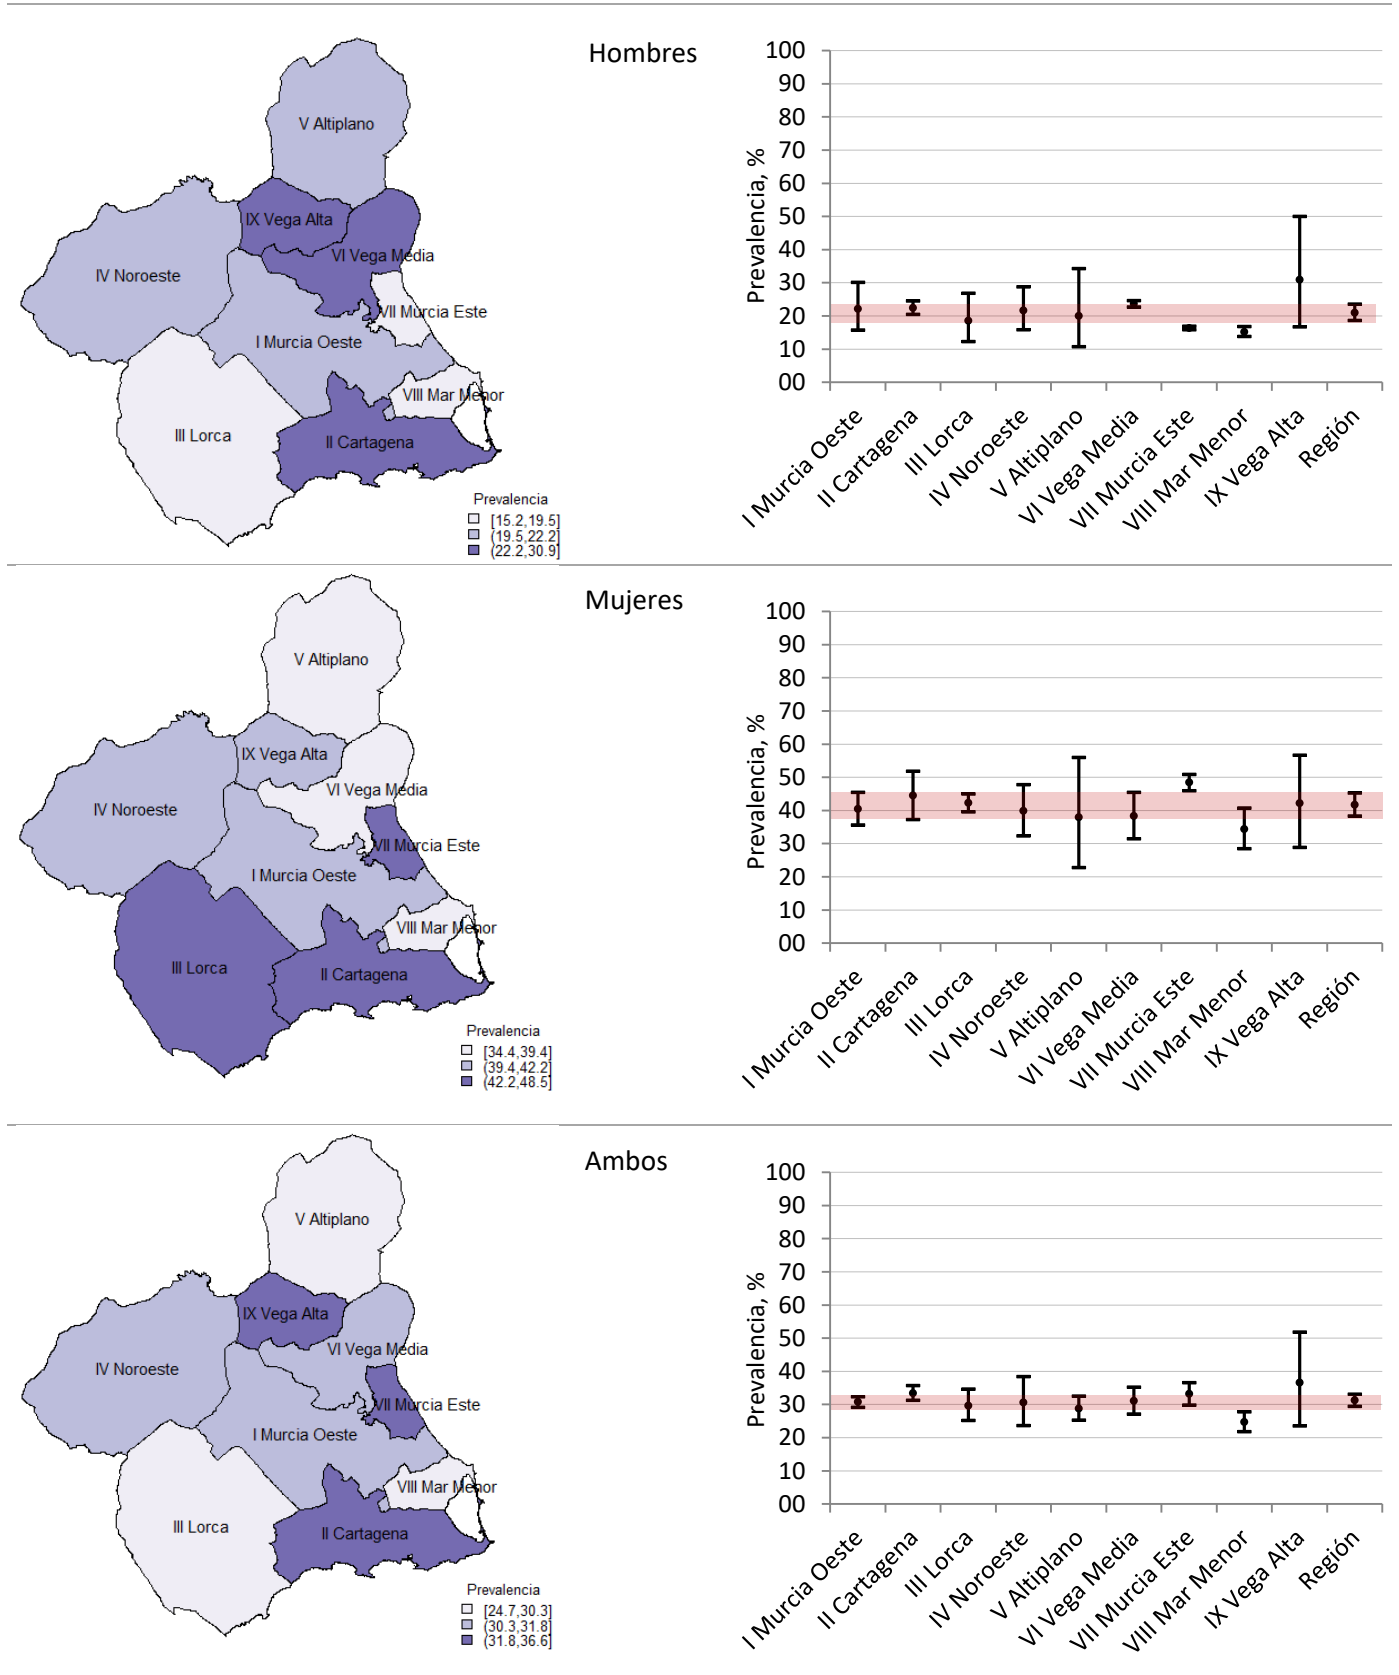 Hombres
V Altiplano
IX Vega Alta
VI Vega Media
IV Noroeste
VII Murcia Este
I Murcia Oeste
VIII Mar Menor
III Lorca
II Cartagena
Prevalencia
[15.2,19.5]
(19.5,22.2]
(22.2,30.9]
Prevalencia, %
100
90
80
70
60
50
40
30
20
10
00
I Murcia Oeste
II Cartagena
III Lorca
IV Noroeste
V Altiplano
VI Vega Media
VII Murcia Este
VIII Mar Menor
IX Vega Alta
Región
Mujeres
V Altiplano
IX Vega Alta
VI Vega Media
IV Noroeste
VII Murcia Este
I Murcia Oeste
VIII Mar Menor
III Lorca
II Cartagena
Prevalencia
[34.4,39.4]
(39.4,42.2]
(42.2,48.5]
Prevalencia, %
100
90
80
70
60
50
40
30
20
10
00
I Murcia Oeste
II Cartagena
III Lorca
IV Noroeste
V Altiplano
VI Vega Media
VII Murcia Este
VIII Mar Menor
IX Vega Alta
Región
Ambos
V Altiplano
IX Vega Alta
VI Vega Media
IV Noroeste
VII Murcia Este
I Murcia Oeste
VIII Mar Menor
III Lorca
II Cartagena
Prevalencia
[24.7,30.3]
(30.3,31.8]
(31.8,36.6]
Prevalencia, %
100
90
80
70
60
50
40
30
20
10
00
I Murcia Oeste
II Cartagena
III Lorca
IV Noroeste
V Altiplano
VI Vega Media
VII Murcia Este
VIII Mar Menor
IX Vega Alta
Región